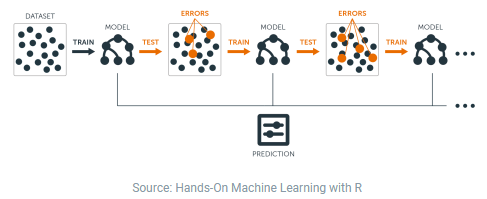 ERRORS
ERRORS
DATASET
MODEL
MODEL
MODEL
TRAIN
TEST
TRAIN
TEST
TRAIN
PREDICTION
Source: Hands-On Machine Learning with R